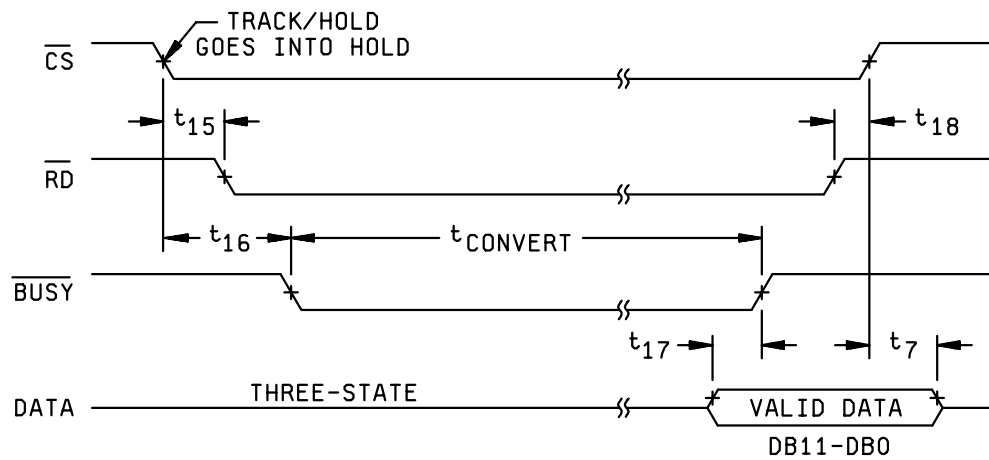 TRACK/HOLD
GOES INTO HOLD
CS
t15
t18
RD
t16
tCONVERT
BUSY
t17
t7
DATA
THREE-STATE
VALID DATA
DB11-DB0